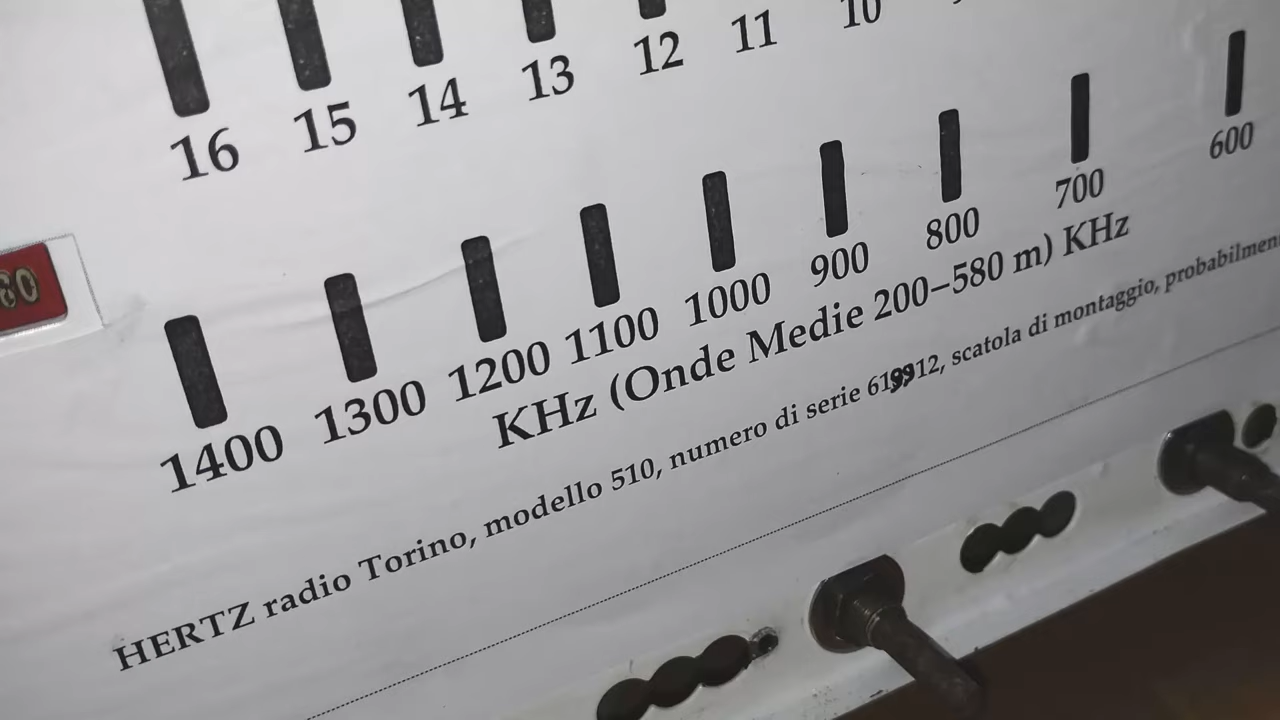 16 15 14 13 12 11 10
1400 1300 1200 1100 1000 900 800 700 600
KHz (Onde Medie 200–580 m) KHz
HERTZ radio Torino, modello 510, numero di serie 619912, scatola di montaggio,